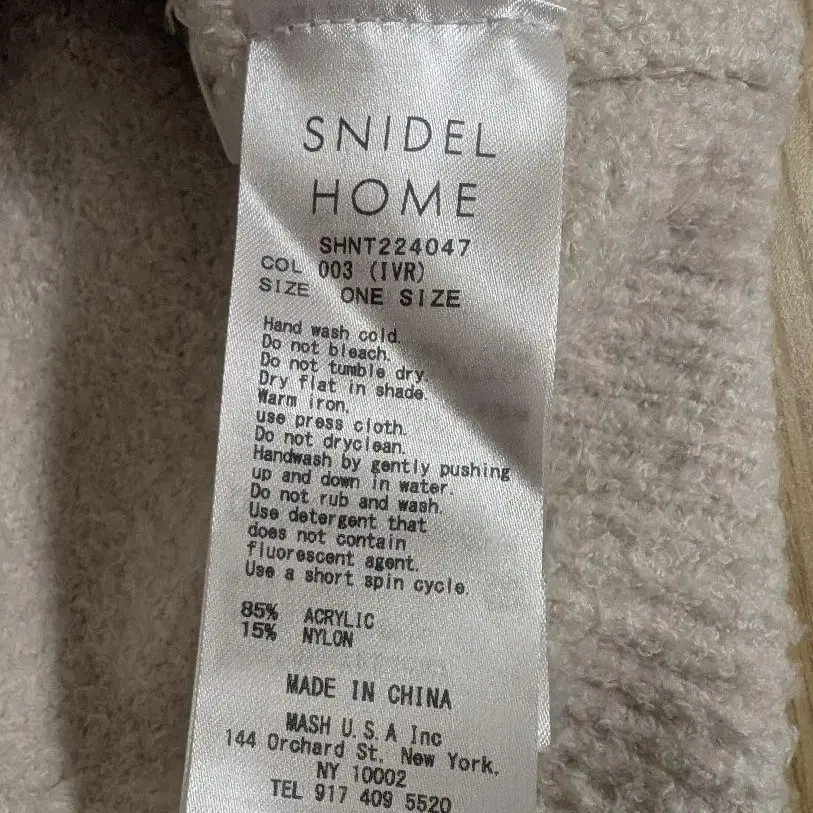 SNIDEL
HOME
SHNT224047
COL 003 (IVR)
SIZE ONE SIZE
Hand wash cold.
Do not bleach.
Do not tumble dry.
Dry flat in shade.
Warm iron.
use press cloth.
Do not dryclean.
Handwash by gently pushing
up and down in water.
Do not rub and wash.
Use detergent that
does not contain
fluorescent agent.
Use a short spin cycle.
85% ACRYLIC
15% NYLON
MADE IN CHINA
MASH U.S.A Inc
144 Orchard St. New York,
NY 10002
TEL 917 409 5520